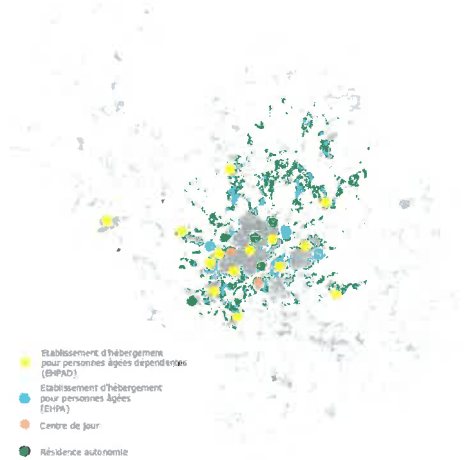 Etablissement d'hébergement
pour personnes âgées dépendantes
(EHPAD)
Etablissement d'hébergement
pour personnes âgées
(EHPA)
Centre de jour
Résidence autonomie